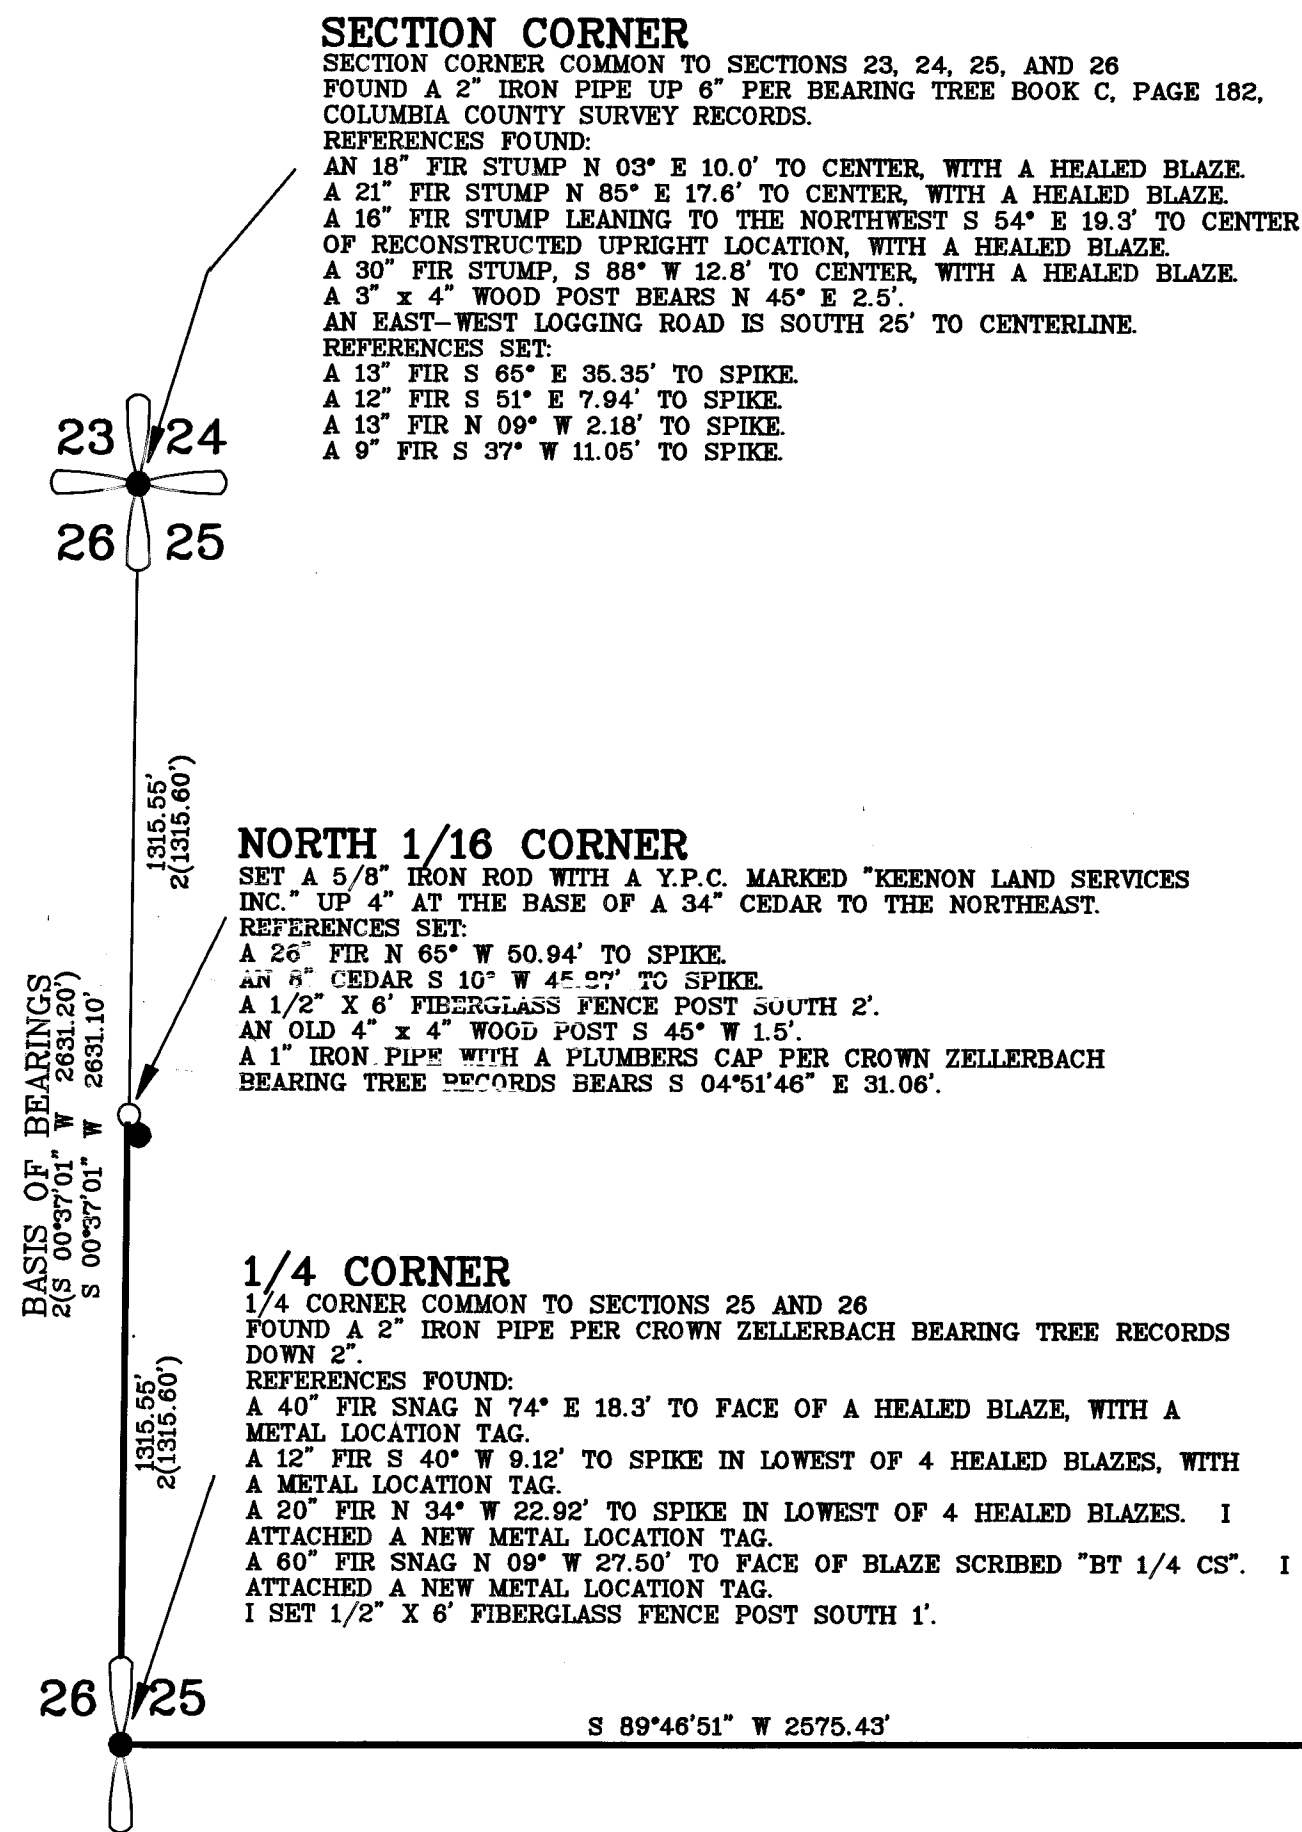 SECTION CORNER
SECTION CORNER COMMON TO SECTIONS 23, 24, 25, AND 26
FOUND A 2" IRON PIPE UP 6" PER BEARING TREE BOOK C, PAGE 182,
COLUMBIA COUNTY SURVEY RECORDS.
REFERENCES FOUND:
AN 18" FIR STUMP N 03° E 10.0' TO CENTER, WITH A HEALED BLAZE.
A 21" FIR STUMP N 85° E 17.6' TO CENTER, WITH A HEALED BLAZE.
A 16" FIR STUMP LEANING TO THE NORTHWEST S 54° E 19.3' TO CENTER
OF RECONSTRUCTED UPRIGHT LOCATION, WITH A HEALED BLAZE.
A 30" FIR STUMP, S 88° W 12.8' TO CENTER, WITH A HEALED BLAZE.
A 3" x 4" WOOD POST BEARS N 45° E 2.5'.
AN EAST-WEST LOGGING ROAD IS SOUTH 25' TO CENTERLINE.
REFERENCES SET:
A 13" FIR S 65° E 35.35' TO SPIKE.
A 12" FIR S 51° E 7.94' TO SPIKE.
A 13" FIR N 09° W 2.18' TO SPIKE.
A 9" FIR S 37° W 11.05' TO SPIKE.
23 24
26 25
1315.55'
2(1315.60')
NORTH 1/16 CORNER
SET A 5/8" IRON ROD WITH A Y.P.C. MARKED "KEENON LAND SERVICES
INC." UP 4" AT THE BASE OF A 34" CEDAR TO THE NORTHEAST.
REFERENCES SET:
A 26" FIR N 65° W 50.94' TO SPIKE.
AN 8" CEDAR S 10° W TO SPIKE.
A 1/2" X 6' FIBERGLASS FENCE POST SOUTH 2'.
AN OLD 4" x 4" WOOD POST S 45° W 1.5'.
A 1" IRON PIPE WITH A PLUMBERS CAP PER CROWN ZELLERBACH
BEARING TREE RECORDS BEARS S 04°51'46" E 31.06'.
BASIS OF BEARINGS
2(S 00°37'01" W 2631.20')
S 00°37'01" W 2631.10'
1/4 CORNER
1/4 CORNER COMMON TO SECTIONS 25 AND 26
FOUND A 2" IRON PIPE PER CROWN ZELLERBACH BEARING TREE RECORDS
DOWN 2".
REFERENCES FOUND:
A 40" FIR SNAG N 74° E 18.3' TO FACE OF A HEALED BLAZE, WITH A
METAL LOCATION TAG.
A 12" FIR S 40° W 9.12' TO SPIKE IN LOWEST OF 4 HEALED BLAZES, WITH
A METAL LOCATION TAG.
A 20" FIR N 34° W 22.92' TO SPIKE IN LOWEST OF 4 HEALED BLAZES. I
ATTACHED A NEW METAL LOCATION TAG.
A 60" FIR SNAG N 09° W 27.50' TO FACE OF BLAZE SCRIBED "BT 1/4 CS". I
ATTACHED A NEW METAL LOCATION TAG.
I SET 1/2" X 6' FIBERGLASS FENCE POST SOUTH 1'.
1315.55'
2(1315.60')
26 25
S 89°46'51" W 2575.43'